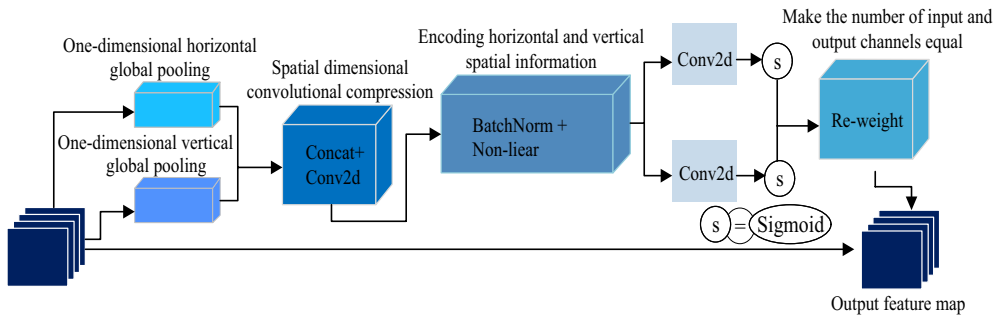 One-dimensional horizontal
global pooling
One-dimensional vertical
global pooling
Spatial dimensional
convolutional compression
Concat+
Conv2d
Encoding horizontal and vertical
spatial information
BatchNorm +
Non-liear
Conv2d
s
Conv2d
s
s = Sigmoid
Make the number of input and
output channels equal
Re-weight
Output feature map